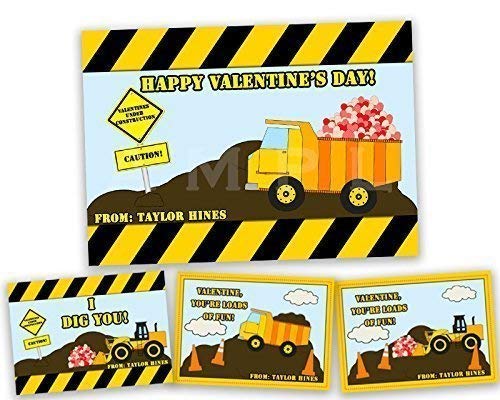 HAPPY VALENTINE'S DAY!
VALENTINES
UNDER
CONSTRUCTION
CAUTION!
FROM: TAYLOR HINES
I
DIG YOU!
CAUTION!
FROM: TAYLOR HINES
VALENTINE,
YOU'RE LOADS
OF FUN!
FROM: TAYLOR HINES
VALENTINE,
YOU'RE LOADS
OF FUN!
FROM: TAYLOR HINES